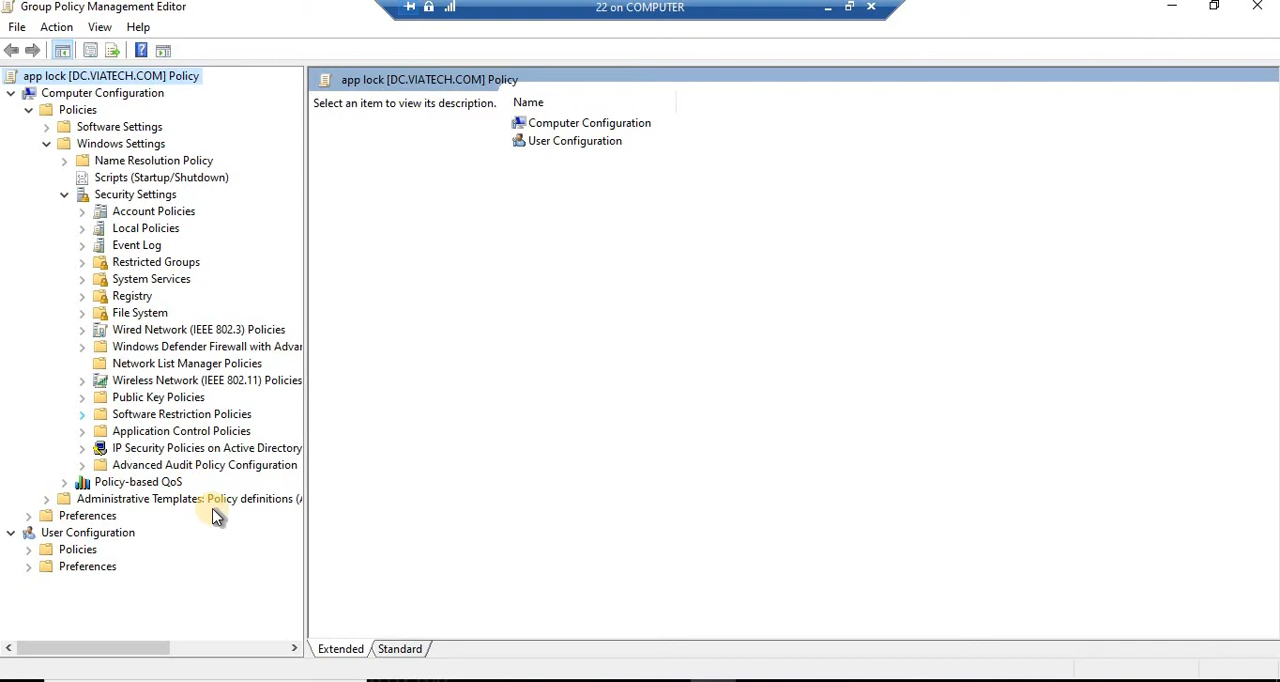 Group Policy Management Editor
22 on COMPUTER
File Action View Help
app lock [DC.VIATECH.COM] Policy
Computer Configuration
Policies
Software Settings
Windows Settings
Name Resolution Policy
Scripts (Startup/Shutdown)
Security Settings
Account Policies
Local Policies
Event Log
Restricted Groups
System Services
Registry
File System
Wired Network (IEEE 802.3) Policies
Windows Defender Firewall with Advan
Network List Manager Policies
Wireless Network (IEEE 802.11) Policies
Public Key Policies
Software Restriction Policies
Application Control Policies
IP Security Policies on Active Directory
Advanced Audit Policy Configuration
Policy-based QoS
Administrative Templates: Policy definitions (A
Preferences
User Configuration
Policies
Preferences
app lock [DC.VIATECH.COM] Policy
Select an item to view its description.
Name
Computer Configuration
User Configuration
Extended Standard